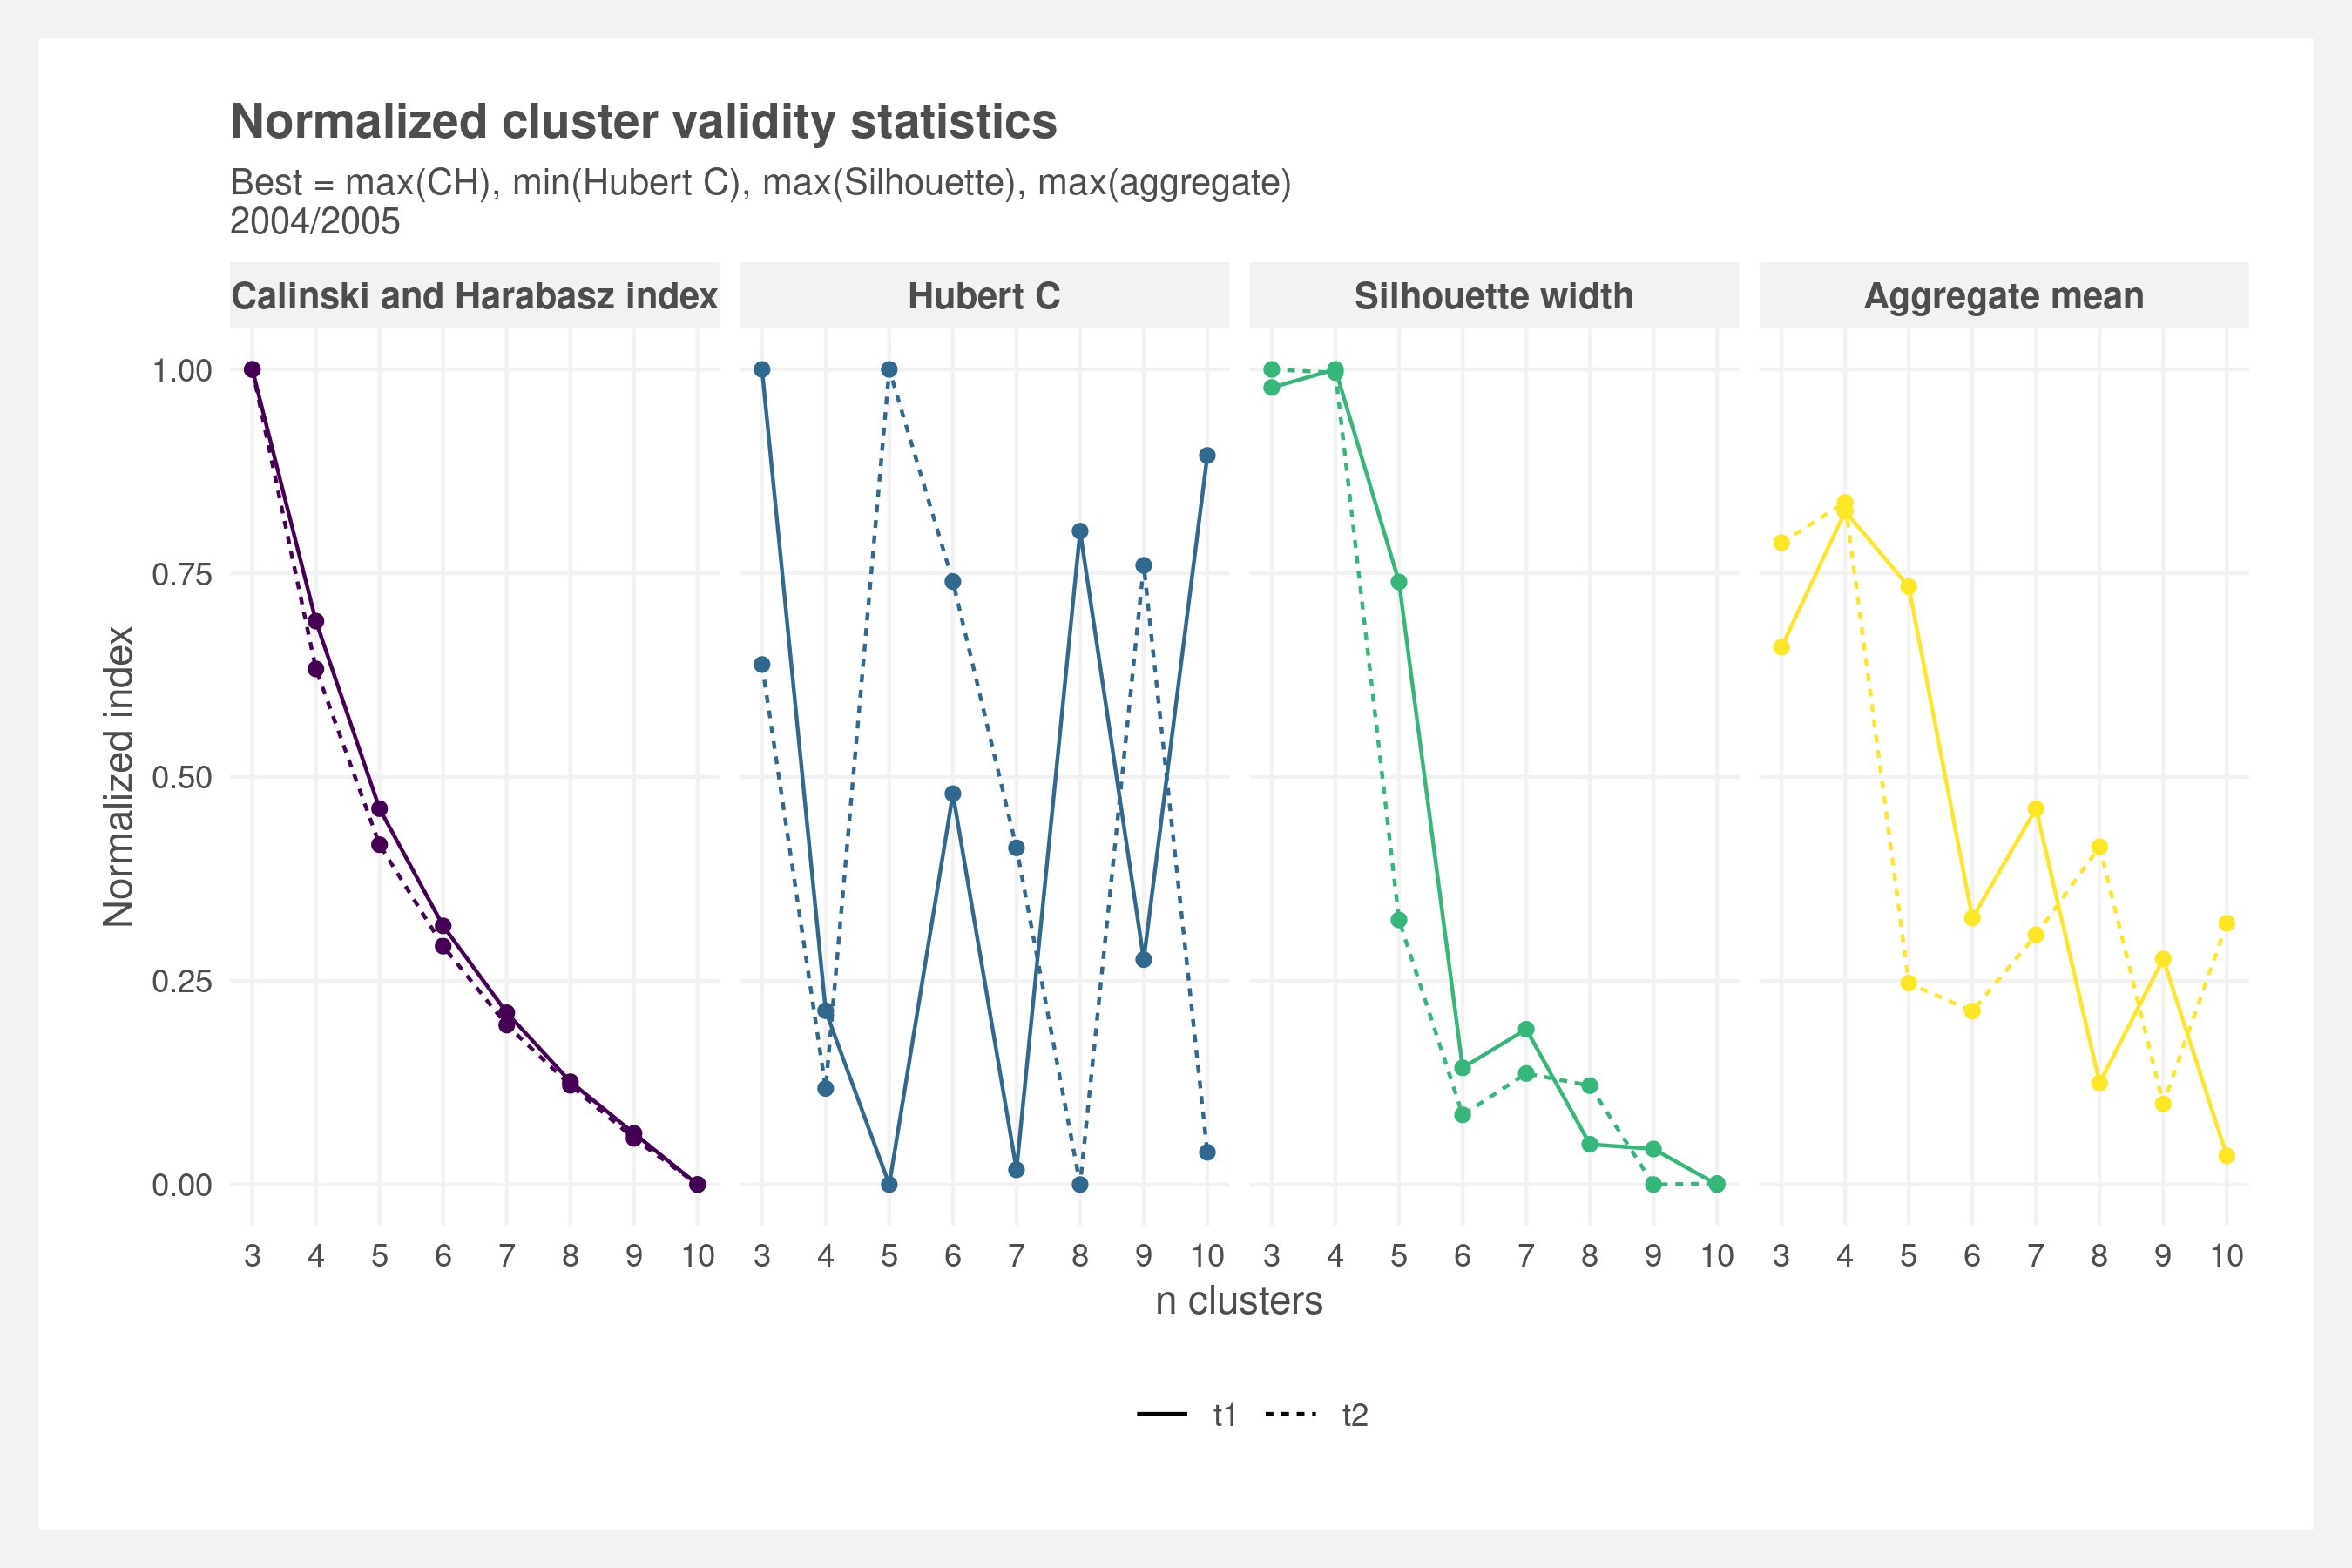 Normalized cluster validity statistics
Best = max(CH), min(Hubert C), max(Silhouette), max(aggregate)
2004/2005
Calinski and Harabasz index
Hubert C
Silhouette width
Aggregate mean
Normalized index
1.00
0.75
0.50
0.25
0.00
3 4 5 6 7 8 9 10
3 4 5 6 7 8 9 10
3 4 5 6 7 8 9 10
3 4 5 6 7 8 9 10
n clusters
t1 t2